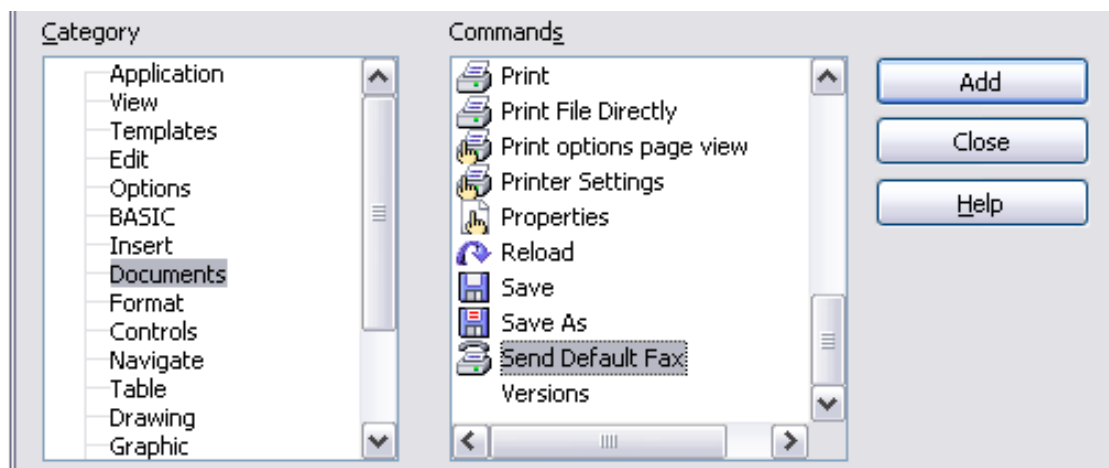 Category
Application
View
Templates
Edit
Options
BASIC
Insert
Documents
Format
Controls
Navigate
Table
Drawing
Graphic
Commands
Print
Print File Directly
Print options page view
Printer Settings
Properties
Reload
Save
Save As
Send Default Fax
Versions
Add
Close
Help